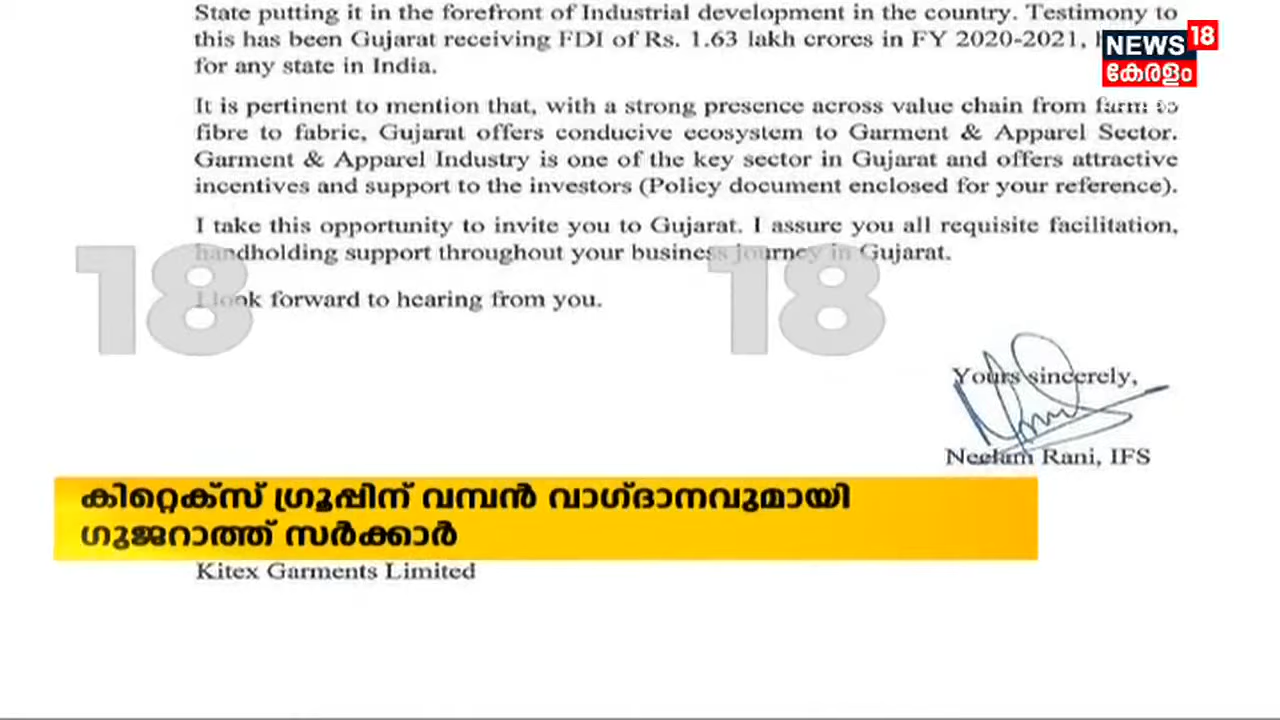 State putting it in the forefront of Industrial development in the country. Testimony to
this has been Gujarat receiving FDI of Rs. 1.63 lakh crores in FY 2020-2021,
for any state in India.
NEWS 18
കേരളം
It is pertinent to mention that, with a strong presence across value chain from farm to
fibre to fabric, Gujarat offers conducive ecosystem to Garment & Apparel Sector.
Garment & Apparel Industry is one of the key sector in Gujarat and offers attractive
incentives and support to the investors (Policy document enclosed for your reference).
I take this opportunity to invite you to Gujarat. I assure you all requisite facilitation,
handholding support throughout your business journey in Gujarat.
18 18
I look forward to hearing from you.
Yours sincerely,
Neelam Rani, IFS
കിറ്റെക്സ് ഗ്രൂപ്പിന് വമ്പൻ വാഗ്ദാനവുമായി
ഗുജറാത്ത് സർക്കാർ
Kitex Garments Limited